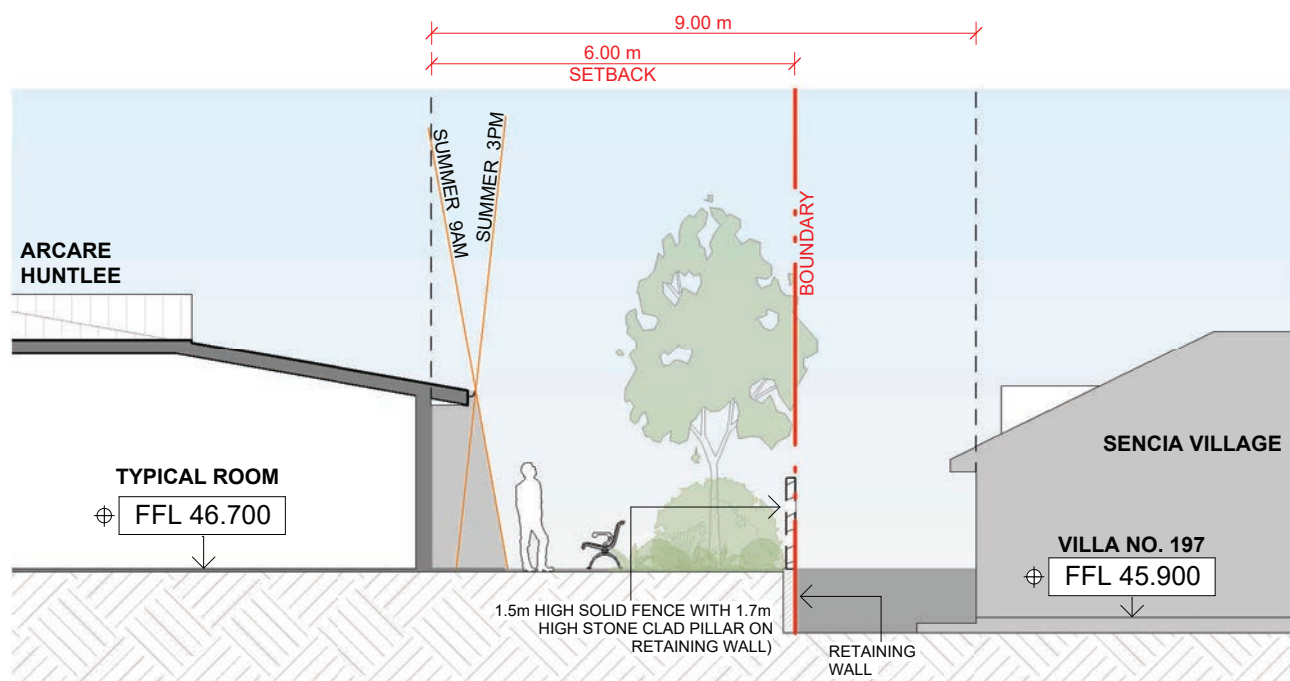 9.00 m
6.00 m
SETBACK
SUMMER 9AM
SUMMER 3PM
BOUNDARY
ARCARE
HUNTLEE
TYPICAL ROOM
FFL 46.700
SENCIA VILLAGE
VILLA NO. 197
FFL 45.900
1.5m HIGH SOLID FENCE WITH 1.7m
HIGH STONE CLAD PILLAR ON
RETAINING WALL)
RETAINING
WALL